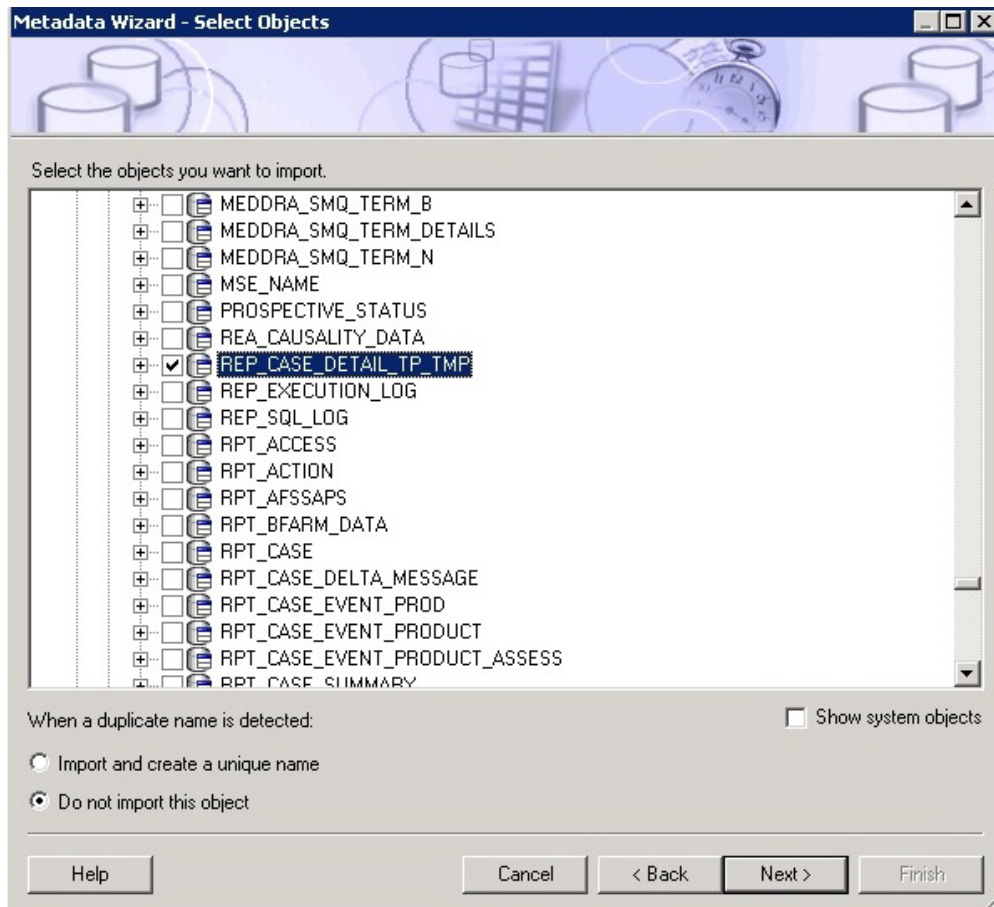 Metadata Wizard - Select Objects
Select the objects you want to import.
MEDDRA_SMQ_TERM_B
MEDDRA_SMQ_TERM_DETAILS
MEDDRA_SMQ_TERM_N
MSE_NAME
PROSPECTIVE_STATUS
REA_CAUSALITY_DATA
REP_CASE_DETAIL_TP_TMP
REP_EXECUTION_LOG
REP_SQL_LOG
RPT_ACCESS
RPT_ACTION
RPT_AFSSAPS
RPT_BFARM_DATA
RPT_CASE
RPT_CASE_DELTA_MESSAGE
RPT_CASE_EVENT_PROD
RPT_CASE_EVENT_PRODUCT
RPT_CASE_EVENT_PRODUCT_ASSESS
RPT_CASE_SUMMARY
When a duplicate name is detected:
Show system objects
Import and create a unique name
Do not import this object
Help
Cancel
< Back
Next >
Finish